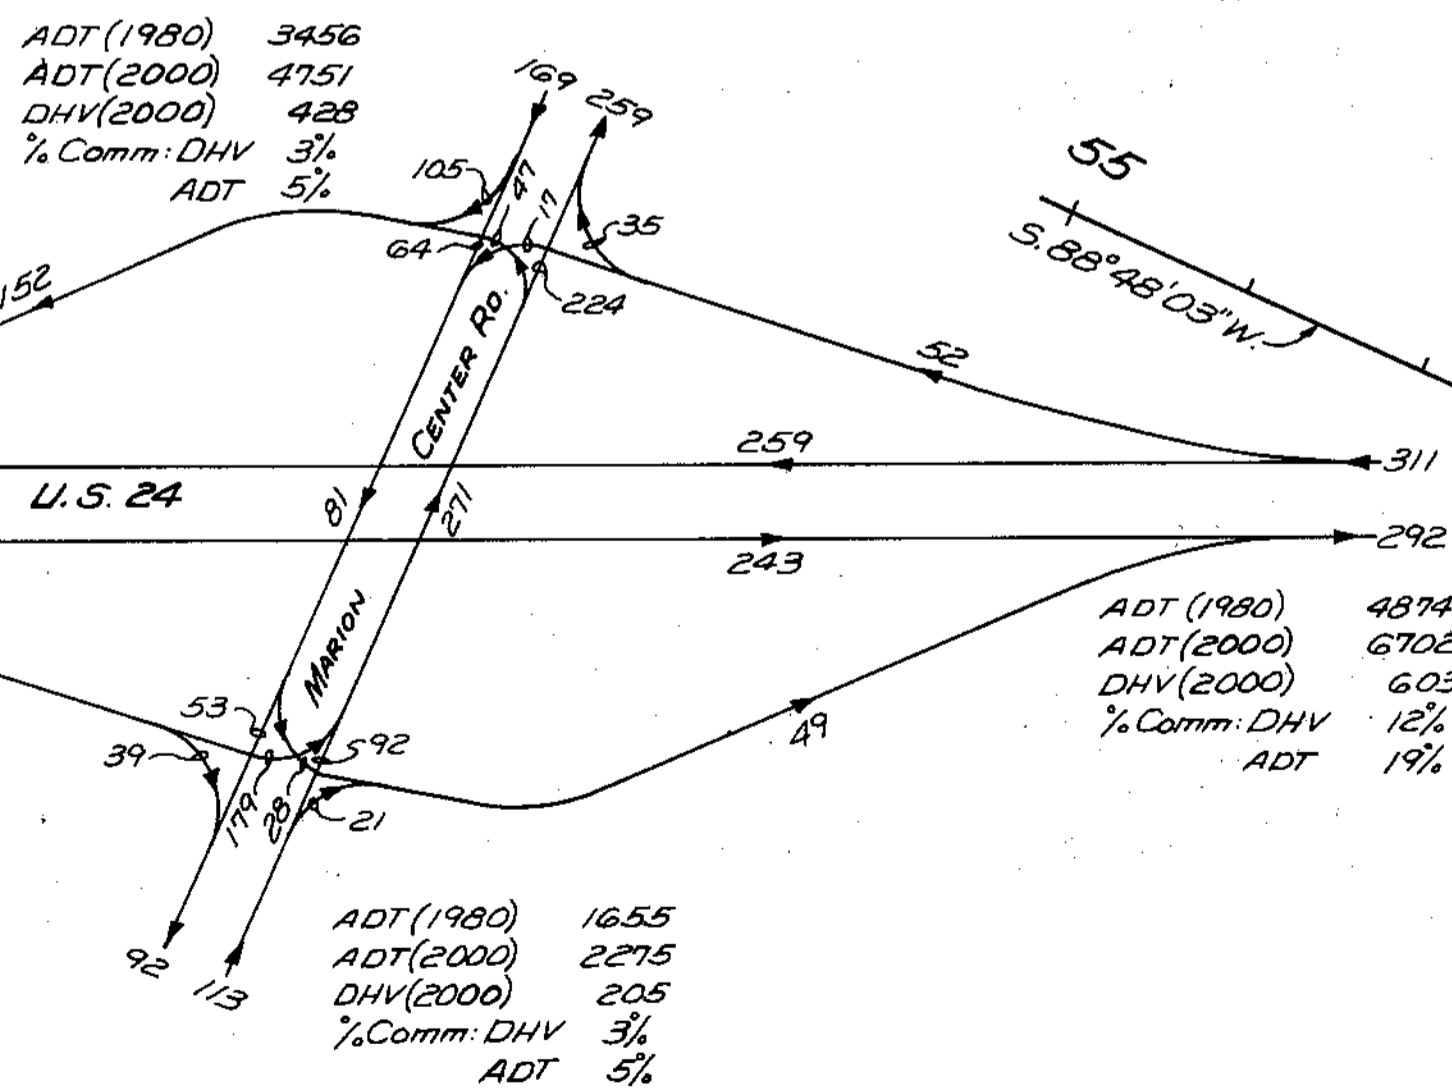 ADT (1980) 3456
ADT (2000) 4751
DHV (2000) 428
% Comm: DHV 3%
ADT 5%
169
259
105
47
17
35
64
224
152
CENTER RD.
55
S. 88° 48' 03" W.
52
259
311
U.S. 24
81
271
243
292
MARION
ADT (1980) 4874
ADT (2000) 6702
DHV (2000) 603
% Comm: DHV 12%
ADT 19%
53
39
92
179
28
21
49
92
113
ADT (1980) 1655
ADT (2000) 2275
DHV (2000) 205
% Comm: DHV 3%
ADT 5%